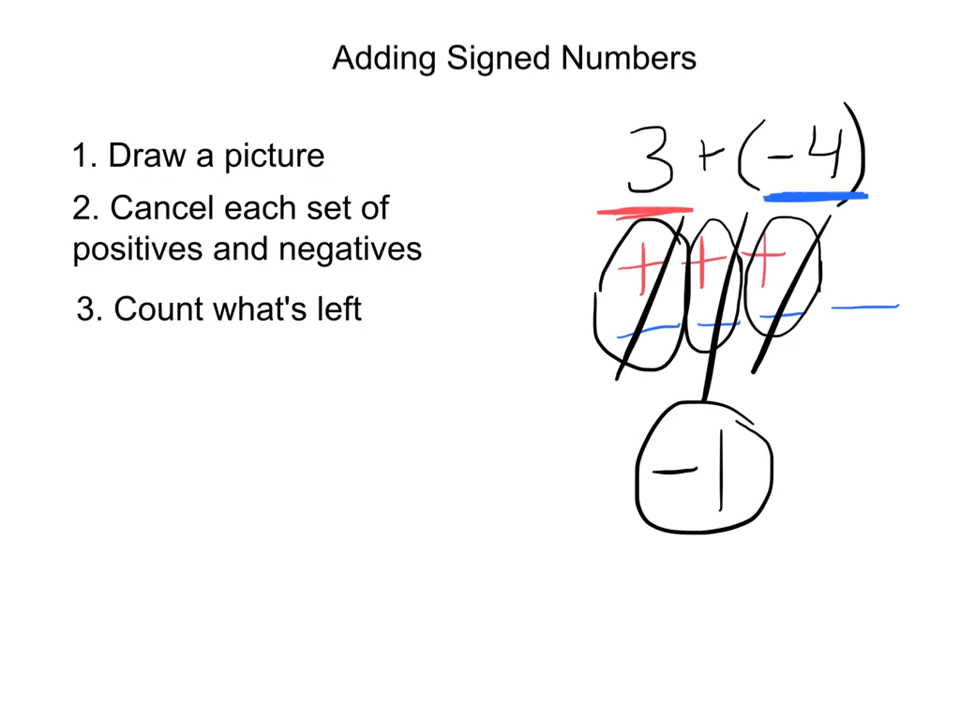 Adding Signed Numbers
1. Draw a picture
2. Cancel each set of
positives and negatives
3. Count what's left
3 + (-4)
+ + +
− − − −
-1